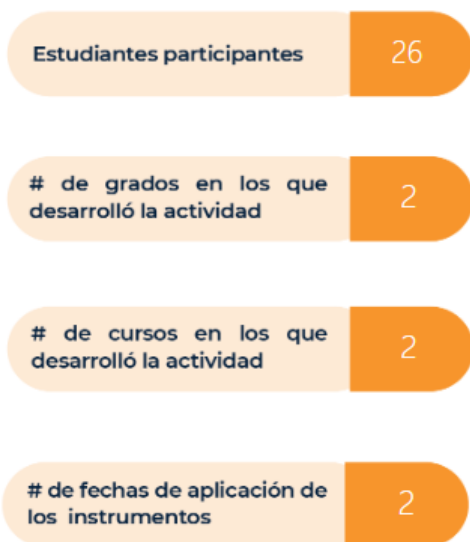 Estudiantes participantes 26
# de grados en los que
desarrolló la actividad
2
# de cursos en los que
desarrolló la actividad
2
# de fechas de aplicación de
los instrumentos
2